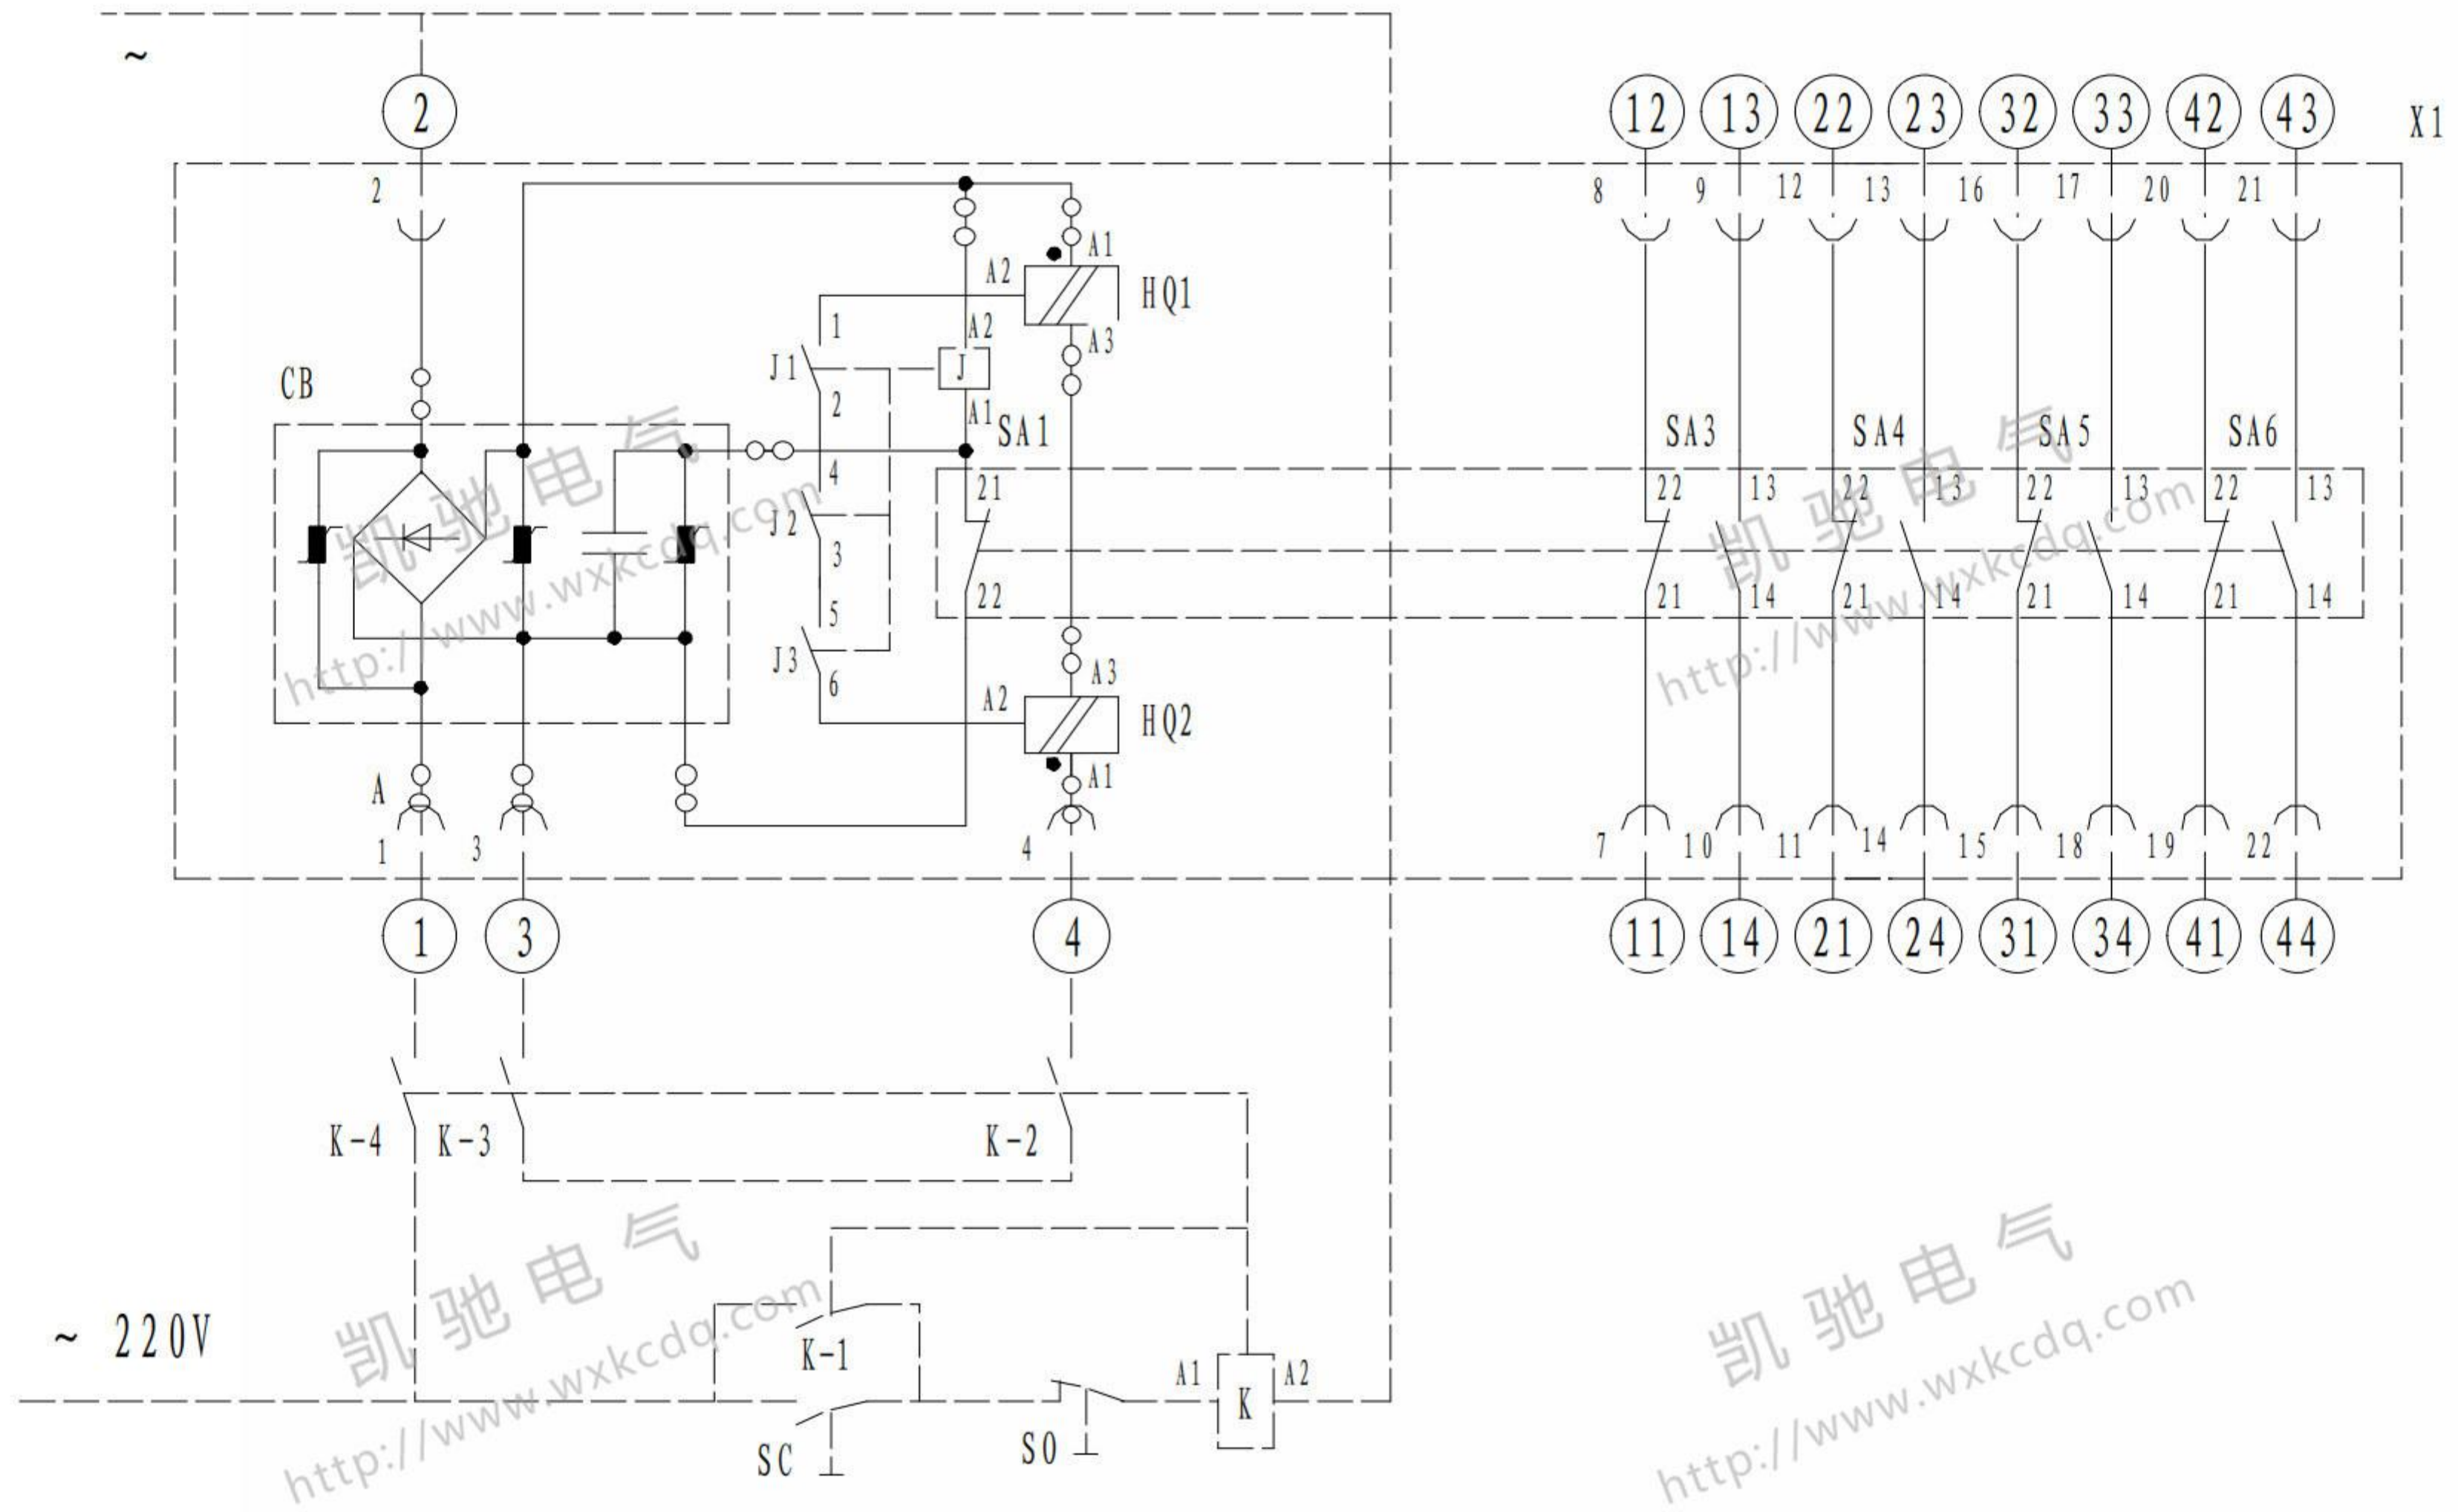 ~
2
12 13 22 23 32 33 42 43
X1
2
8 9 12 13 16 17 20 21
A1
A2
HQ1
1
A2
A3
J1
J
CB
2
A1
SA1
SA3 SA4 SA5 SA6
4
21
22 13 22 13 22 13 22 13
J2
3
22
21 14 21 14 21 14 21 14
5
J3
6
A3
A2
HQ2
A
A1
1 3 4
7 10 11 14 15 18 19 22
1 3 4
11 14 21 24 31 34 41 44
K-4 K-3 K-2
~ 220V
K-1
A1 K A2
SC
SO
凯驰电气
http://www.wxkcdq.com
凯驰电气
http://www.wxkcdq.com
凯驰电气
http://www.wxkcdq.com
凯驰电气
http://www.wxkcdq.com